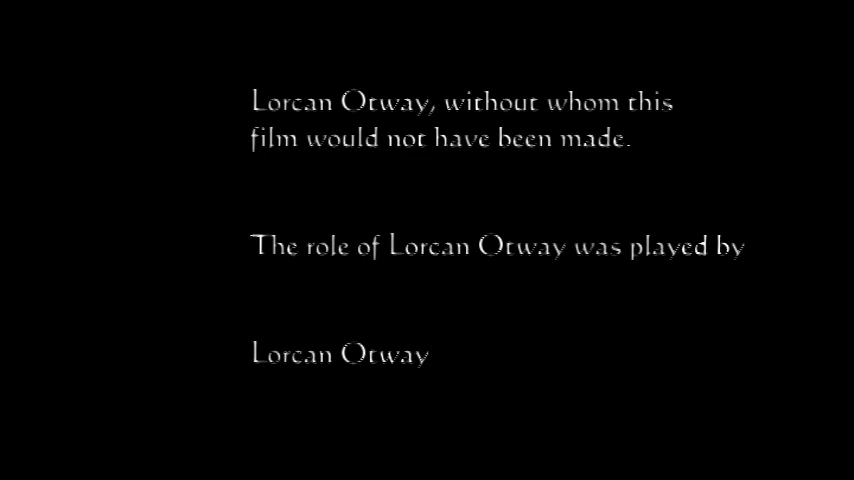 Lorcan Otway, without whom this
film would not have been made.
The role of Lorcan Otway was played by
Lorcan Otway